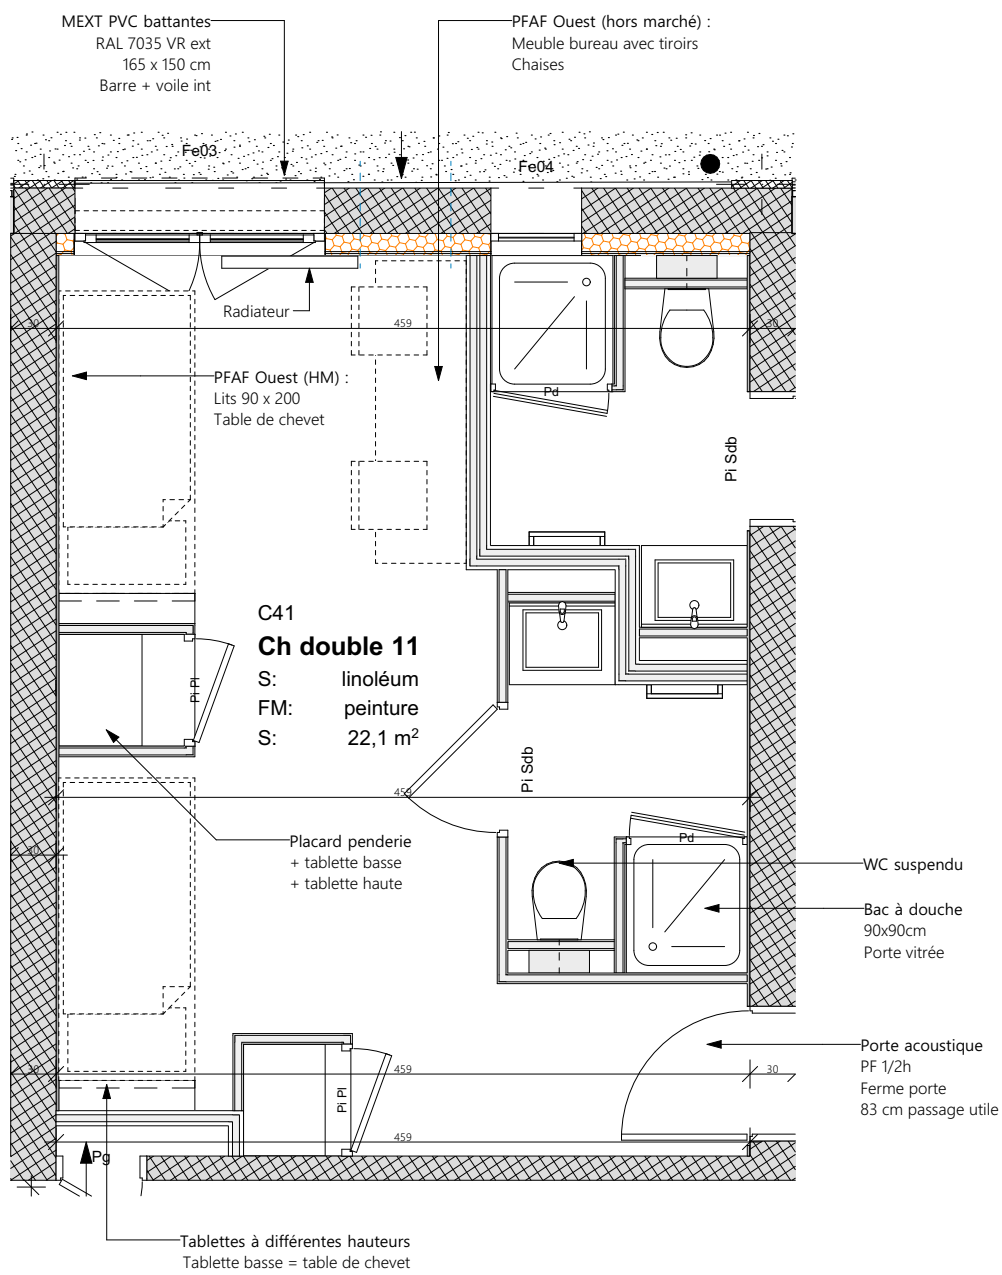 MEXT PVC battantes
RAL 7035 VR ext
165 x 150 cm
Barre + voile int
PFAF Ouest (hors marché) :
Meuble bureau avec tiroirs
Chaises
Fe03
Fe04
Radiateur
30
459
30
PFAF Ouest (HM) :
Lits 90 x 200
Table de chevet
Pd
Pi Sdb
C41
Ch double 11
S: linoléum
FM: peinture
S: 22,1 m²
Pi Pl
Pi Sdb
459
Placard penderie
+ tablette basse
+ tablette haute
30
Pd
WC suspendu
Bac à douche
90x90cm
Porte vitrée
Porte acoustique
PF 1/2h
Ferme porte
83 cm passage utile
30
459
30
Pi Pl
459
Pg
Tablettes à différentes hauteurs
Tablette basse = table de chevet